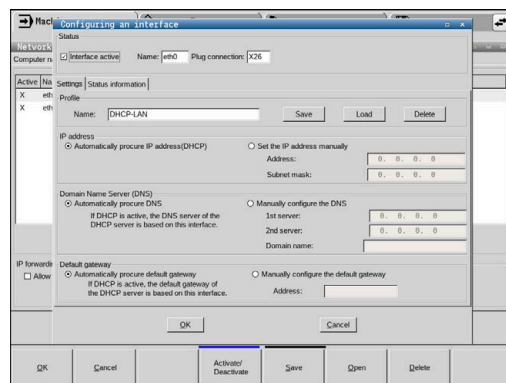 Mac
Configuring an interface
Network
Computer n
Status
Interface active Name: eth0 Plug connection: X26
Settings Status information
Active Na
X eth
X eth
Profile
Name: DHCP-LAN Save Load Delete
IP address
Automatically procure IP address(DHCP) Set the IP address manually
Address: 0. 0. 0. 0
Subnet mask: 0. 0. 0. 0
Domain Name Server (DNS)
Automatically procure DNS Manually configure the DNS
If DHCP is active, the DNS server of the 1st server: 0. 0. 0. 0
DHCP server is based on this interface. 2nd server: 0. 0. 0. 0
Domain name:
IP forwardi
Allow
Default gateway
Automatically procure default gateway Manually configure the default gateway
If DHCP is active, the default gateway of Address:
the DHCP server is based on this interface.
OK Cancel
OK Cancel Activate/ Save Open Delete
Deactivate